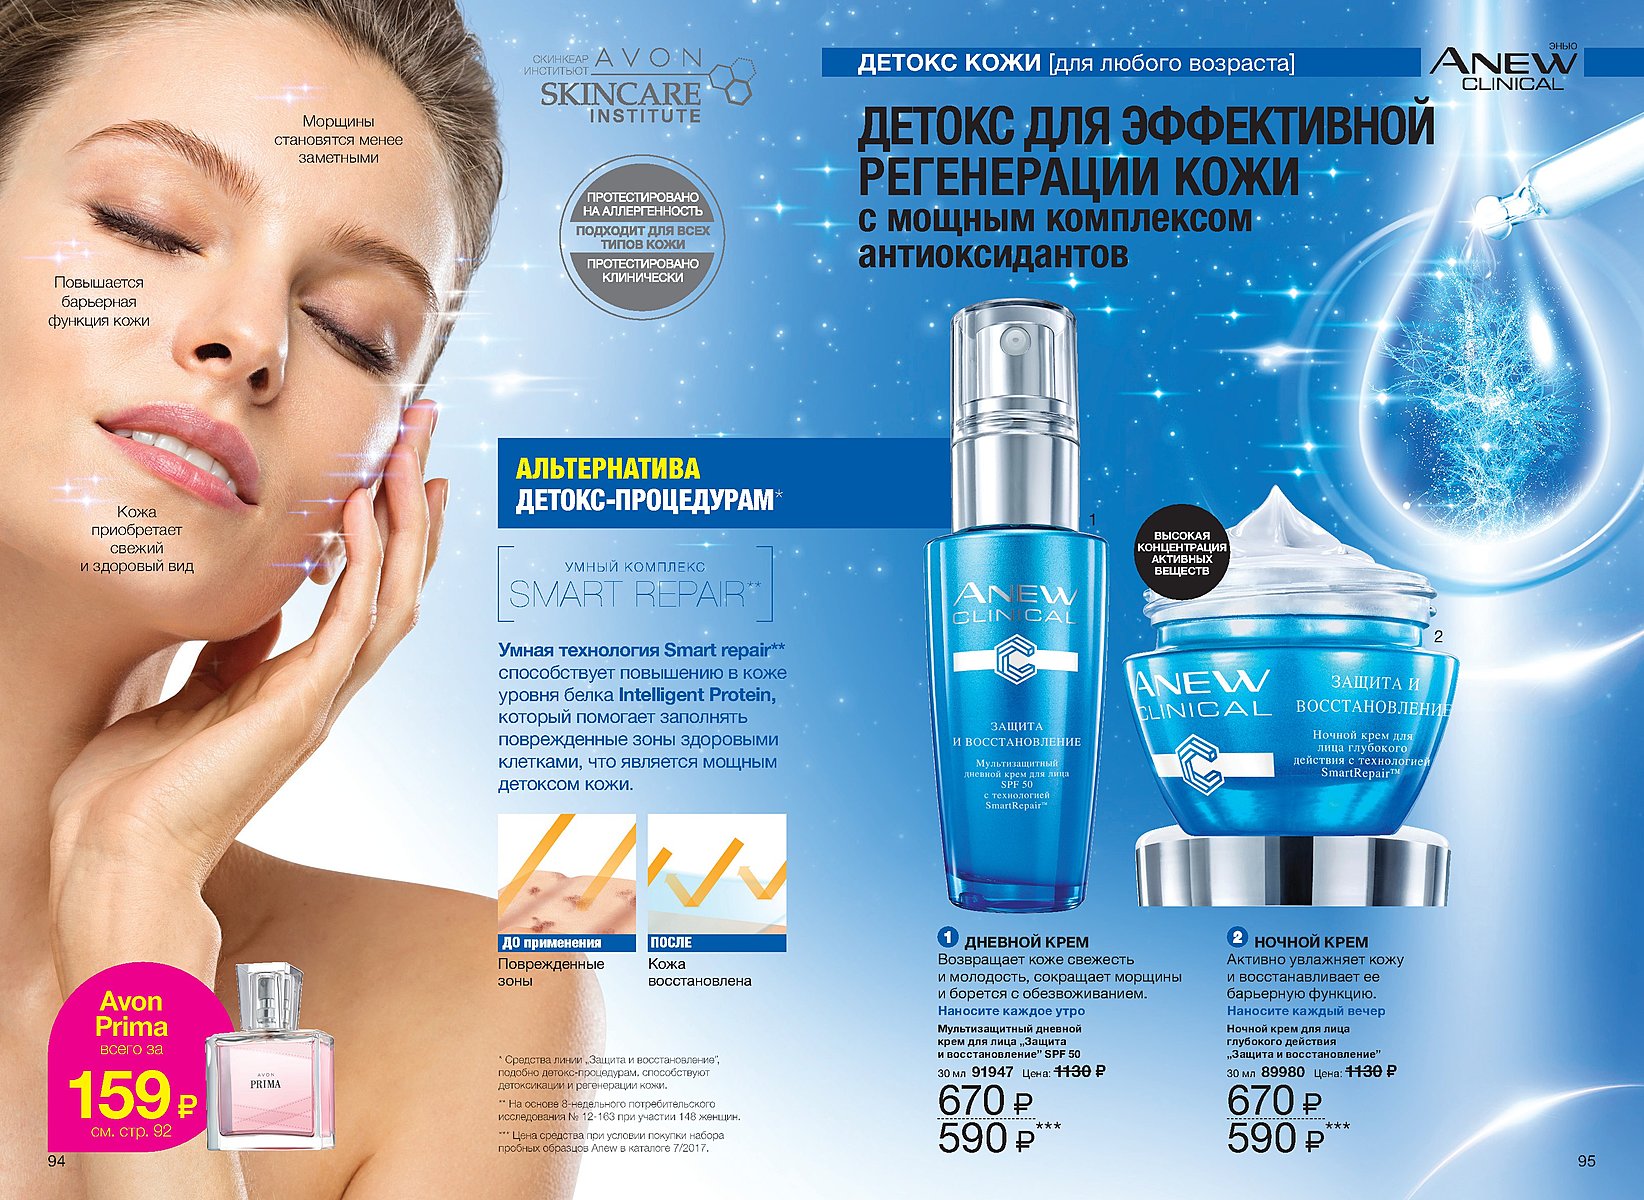 Морщины
становятся менее
заметными
Повышается
барьерная
функция кожи
Кожа
приобретает
свежий
и здоровый вид
СКИНКЕАР
ИНСТИТЬЮТ
AVON
SKINCARE
INSTITUTE
ПРОТЕСТИРОВАНО
НА АЛЛЕРГЕННОСТЬ
ПОДХОДИТ ДЛЯ ВСЕХ
ТИПОВ КОЖИ
ПРОТЕСТИРОВАНО
КЛИНИЧЕСКИ
АЛЬТЕРНАТИВА
ДЕТОКС-ПРОЦЕДУРАМ*
УМНЫЙ КОМПЛЕКС
SMART REPAIR**
Умная технология Smart repair**
способствует повышению в коже
уровня белка Intelligent Protein,
который помогает заполнять
поврежденные зоны здоровыми
клетками, что является мощным
детоксом кожи.
ДО применения
Поврежденные
зоны
ПОСЛЕ
Кожа
восстановлена
* Средства линии „Защита и восстановление”,
подобно детокс-процедурам, способствуют
детоксикации и регенерации кожи.
** На основе 8-недельного потребительского
исследования № 12-163 при участии 148 женщин.
*** Цена средства при условии покупки набора
пробных образцов Anew в каталоге 7/2017.
Avon
Prima
всего за
159 ₽
см. стр. 92
AVON
PRIMA
94
ДЕТОКС КОЖИ [для любого возраста]
ЭНЬЮ
ANEW
CLINICAL
ДЕТОКС ДЛЯ ЭФФЕКТИВНОЙ
РЕГЕНЕРАЦИИ КОЖИ
с мощным комплексом
антиоксидантов
1
ANEW
CLINICAL
ЗАЩИТА
И ВОССТАНОВЛЕНИЕ
Мультизащитный
дневной крем для лица
SPF 50
с технологией
SmartRepair™
ВЫСОКАЯ
КОНЦЕНТРАЦИЯ
АКТИВНЫХ
ВЕЩЕСТВ
2
ANEW
CLINICAL
ЗАЩИТА И
ВОССТАНОВЛЕНИЕ
Ночной крем для
лица глубокого
действия с технологией
SmartRepair™
1 ДНЕВНОЙ КРЕМ
Возвращает коже свежесть
и молодость, сокращает морщины
и борется с обезвоживанием.
Наносите каждое утро
Мультизащитный дневной
крем для лица „Защита
и восстановление” SPF 50
30 мл 91947 Цена: 1130 ₽
670 ₽
590 ₽***
2 НОЧНОЙ КРЕМ
Активно увлажняет кожу
и восстанавливает ее
барьерную функцию.
Наносите каждый вечер
Ночной крем для лица
глубокого действия
„Защита и восстановление”
30 мл 89980 Цена: 1130 ₽
670 ₽
590 ₽***
95